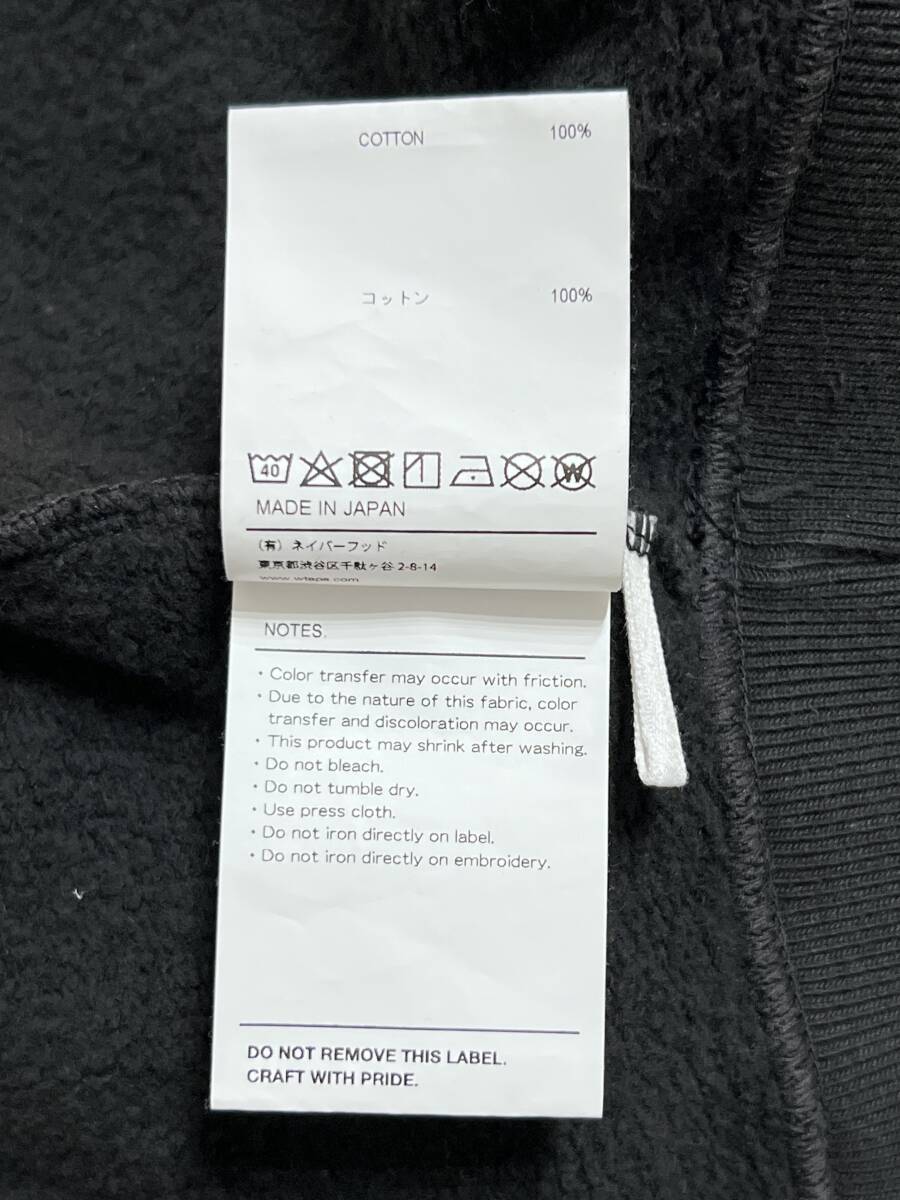 COTTON 100%
コットン 100%
40
W
MADE IN JAPAN
(有) ネイバーフッド
東京都渋谷区千駄ヶ谷 2-8-14
www.wtaps.com
NOTES.
・Color transfer may occur with friction.
・Due to the nature of this fabric, color
transfer and discoloration may occur.
・This product may shrink after washing.
・Do not bleach.
・Do not tumble dry.
・Use press cloth.
・Do not iron directly on label.
・Do not iron directly on embroidery.
DO NOT REMOVE THIS LABEL.
CRAFT WITH PRIDE.